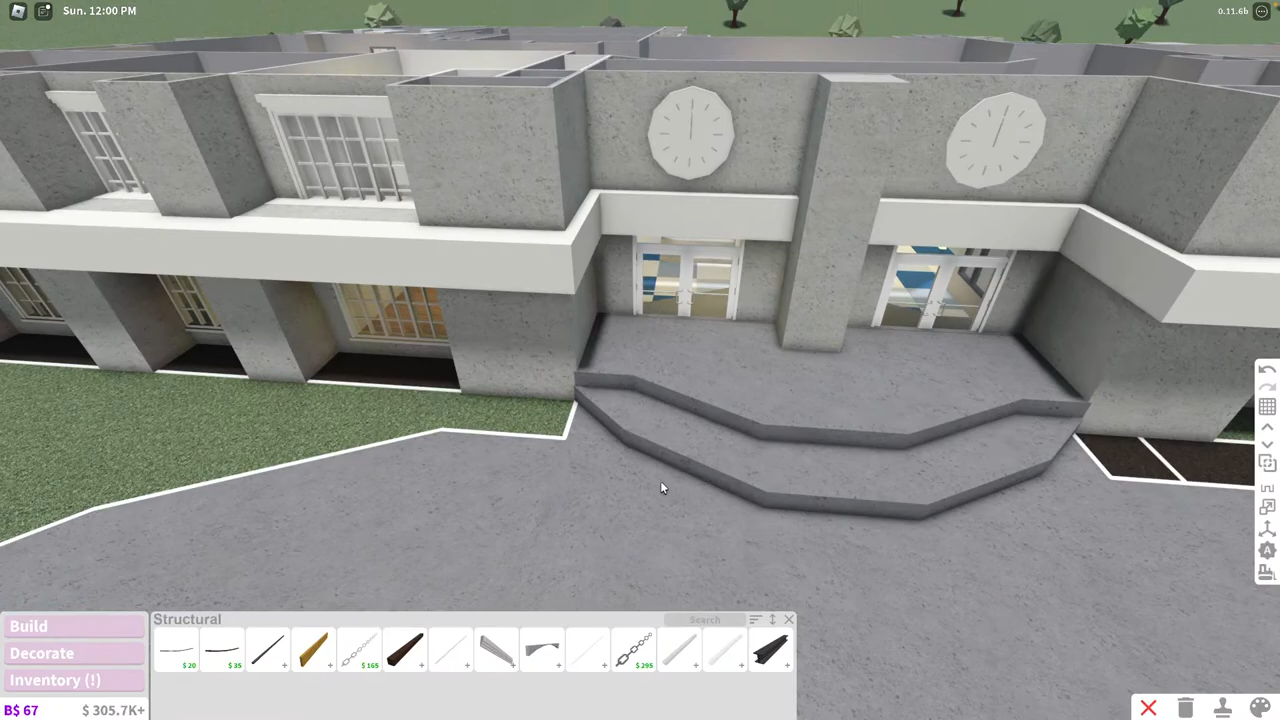 Sun. 12:00 PM
0.11.6b
Structural
Search
$ 20
$ 35
$ 165
$ 295
Build
Decorate
Inventory (!)
B$ 67
$ 305.7K+